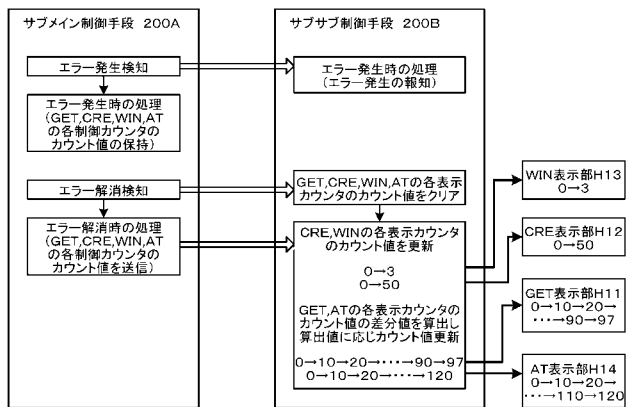 サブメイン制御手段 200A
エラー発生検知
エラー発生時の処理
(GET,CRE,WIN,AT
の各制御カウンタの
カウント値の保持)
エラー解消検知
エラー解消時の処理
(GET,CRE,WIN,AT
の各制御カウンタの
カウント値を送信)
サブサブ制御手段 200B
エラー発生時の処理
(エラー発生の報知)
GET,CRE,WIN,ATの各表示
カウンタのカウント値をクリア
CRE,WINの各表示カウンタ
のカウント値を更新
0→3
0→50
GET,ATの各表示カウンタの
カウント値の差分値を算出し
算出値に応じカウント値更新
0→10→20→・・・→90→97
0→10→20→・・・→120
WIN表示部H13
0→3
CRE表示部H12
0→50
GET表示部H11
0→10→20→
・・・→90→97
AT表示部H14
0→10→20→
・・・→110→120